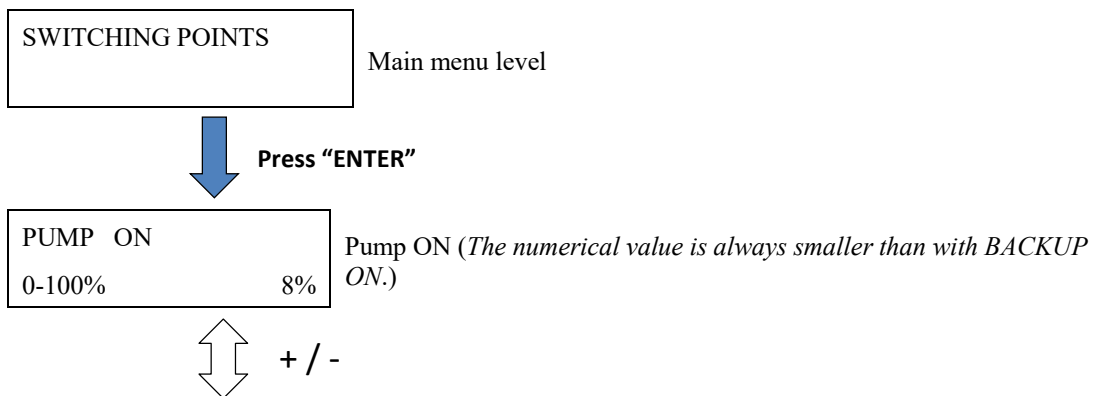 SWITCHING POINTS
Main menu level
Press “ENTER”
PUMP ON
0-100% 8%
Pump ON (The numerical value is always smaller than with BACKUP
ON.)
+ / -